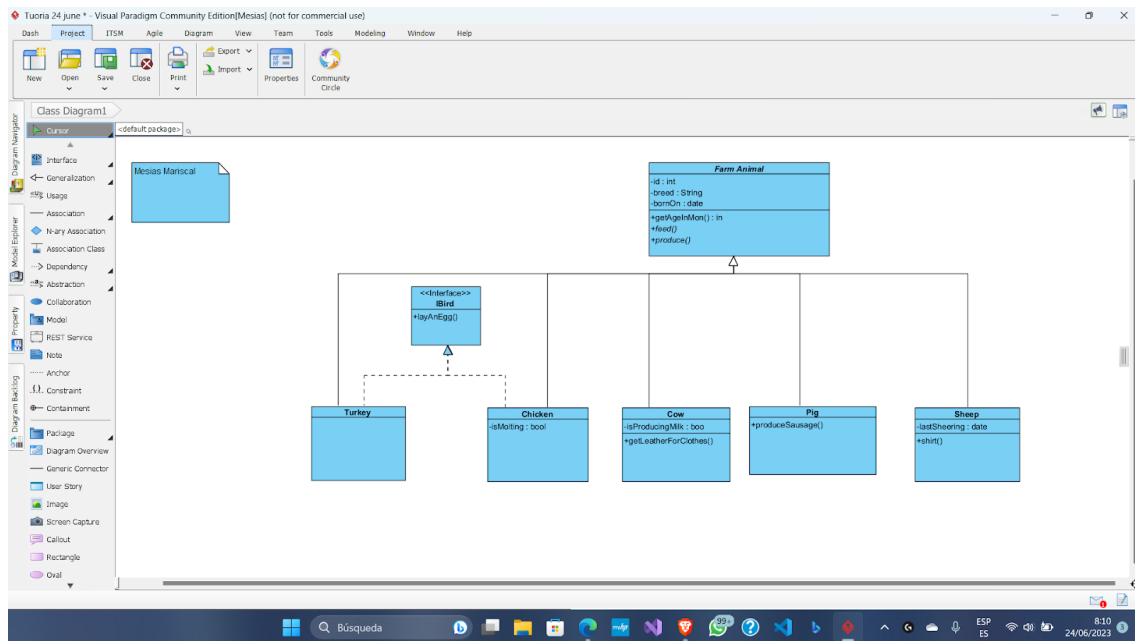 Tuoria 24 june * - Visual Paradigm Community Edition[Mesias] (not for commercial use)
Dash Project ITSM Agile Diagram View Team Tools Modeling Window Help
New Open Save Close Print Export Import Properties Community Circle
Class Diagram1
Diagram Navigator
Model Explorer
Property
Diagram Backlog
Cursor
Interface
Generalization
Usage
Association
N-ary Association
Association Class
Dependency
Abstraction
Collaboration
Model
REST Service
Note
Anchor
Constraint
Containment
Package
Diagram Overview
Generic Connector
User Story
Image
Screen Capture
Callout
Rectangle
Oval
<default package>
Mesias Mariscal
Farm Animal
-id : int
-breed : String
-bornOn : date
+getAgeInMon() : in
+feed()
+produce()
<<Interface>>
IBird
+layAnEgg()
Turkey
Chicken
-isMolting : bool
Cow
-isProducingMilk : boo
+getLeatherForClothes()
Pig
+produceSausage()
Sheep
-lastSheering : date
+shirt()
Búsqueda
99+
ESP
ES
8:10
24/06/2023
3